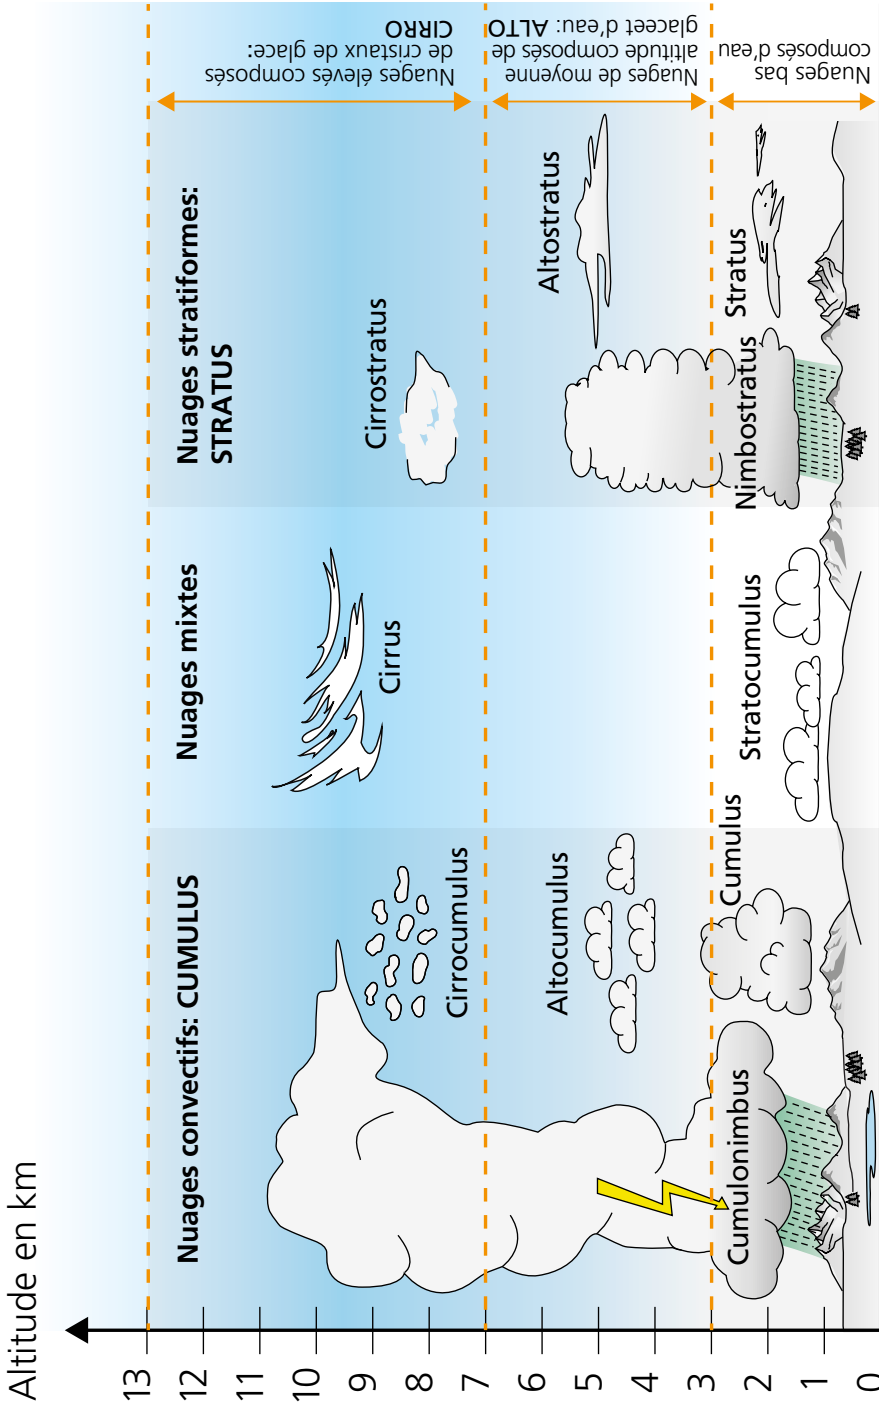 Altitude en km
13
12
11
10
9
8
7
6
5
4
3
2
1
0
Nuages convectifs: CUMULUS
Nuages mixtes
Nuages stratiformes:
STRATUS
Cirrocumulus
Cirrus
Cirrostratus
Altocumulus
Altostratus
Cumulonimbus
Cumulus
Stratocumulus
Nimbostratus
Stratus
Nuages élevés composés
de cristaux de glace:
CIRRO
Nuages de moyenne
altitude composés de
glaceet d'eau: ALTO
Nuages bas
composés d'eau